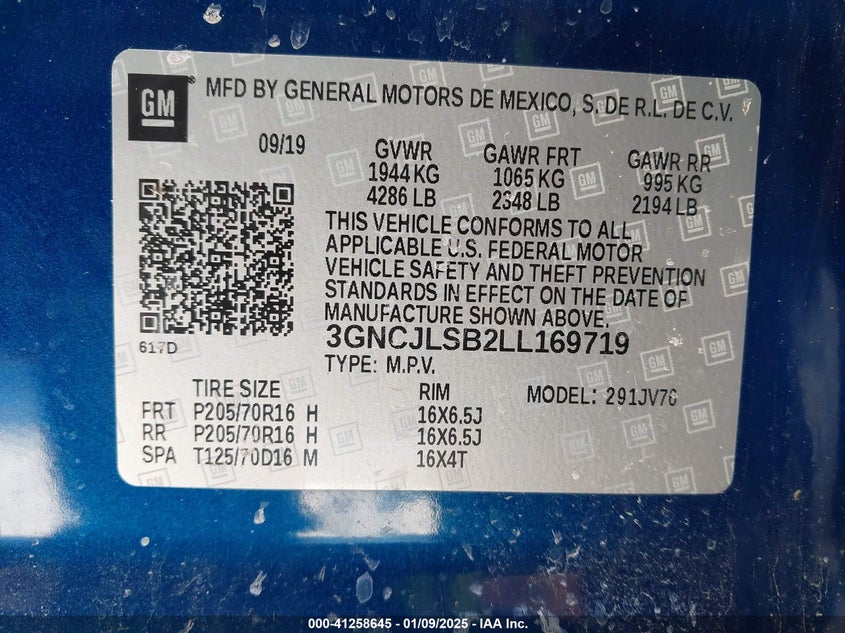 GM ® MFD BY GENERAL MOTORS DE MEXICO, S. DE R.L. DE C.V.
09/19 GVWR GAWR FRT GAWR RR
1944 KG 1065 KG 995 KG
4286 LB 2348 LB 2194 LB
THIS VEHICLE CONFORMS TO ALL
APPLICABLE U.S. FEDERAL MOTOR
VEHICLE SAFETY AND THEFT PREVENTION
STANDARDS IN EFFECT ON THE DATE OF
MANUFACTURE SHOWN ABOVE.
617D 3GNCJLSB2LL169719
TYPE: M.P.V.
TIRE SIZE RIM MODEL: 291JV76
FRT P205/70R16 H 16X6.5J
RR P205/70R16 H 16X6.5J
SPA T125/70D16 M 16X4T
000-41258645 - 01/09/2025 - IAA Inc.